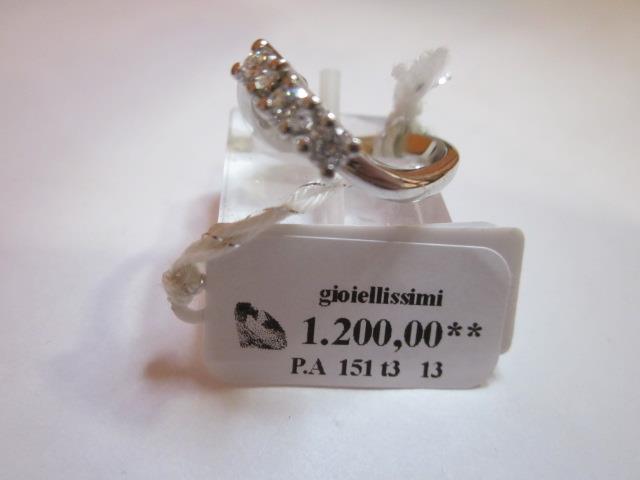 gioiellissimi
1.200,00**
P.A 151 t3 13